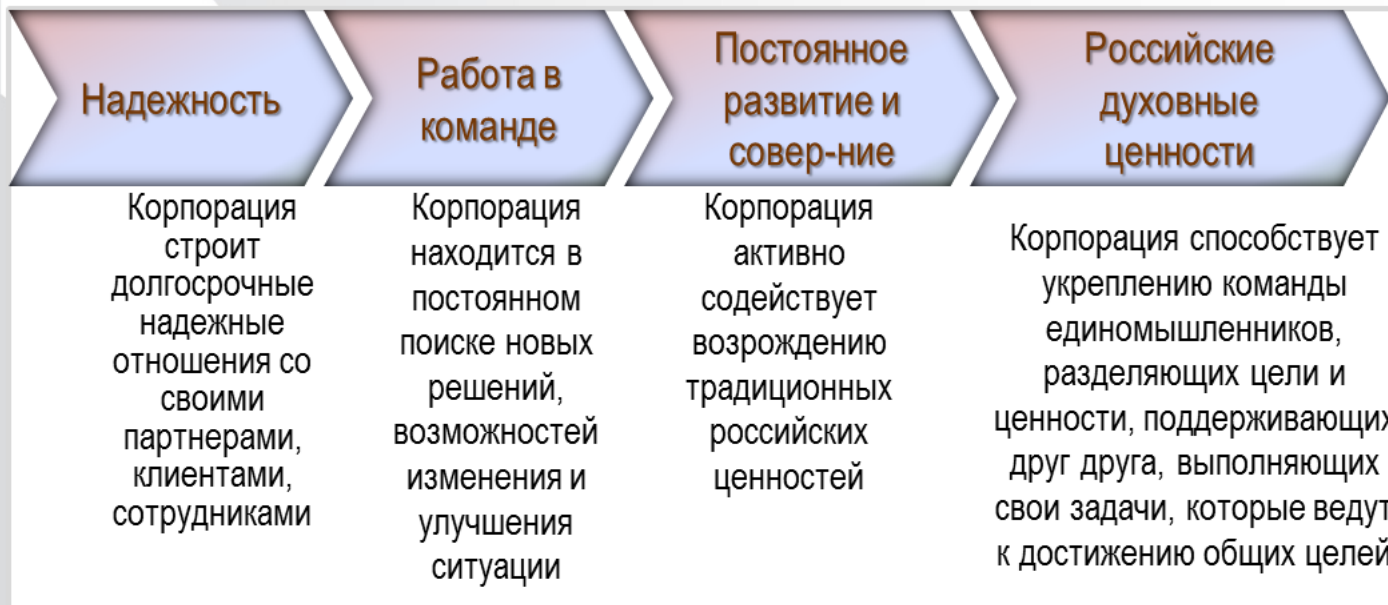 Надежность
Работа в
команде
Постоянное
развитие и
совер-ние
Российские
духовные
ценности
Корпорация
строит
долгосрочные
надежные
отношения со
своими
партнерами,
клиентами,
сотрудниками
Корпорация
находится в
постоянном
поиске новых
решений,
возможностей
изменения и
улучшения
ситуации
Корпорация
активно
содействует
возрождению
традиционных
российских
ценностей
Корпорация способствует
укреплению команды
единомышленников,
разделяющих цели и
ценности, поддерживающих
друг друга, выполняющих
свои задачи, которые ведут
к достижению общих целей